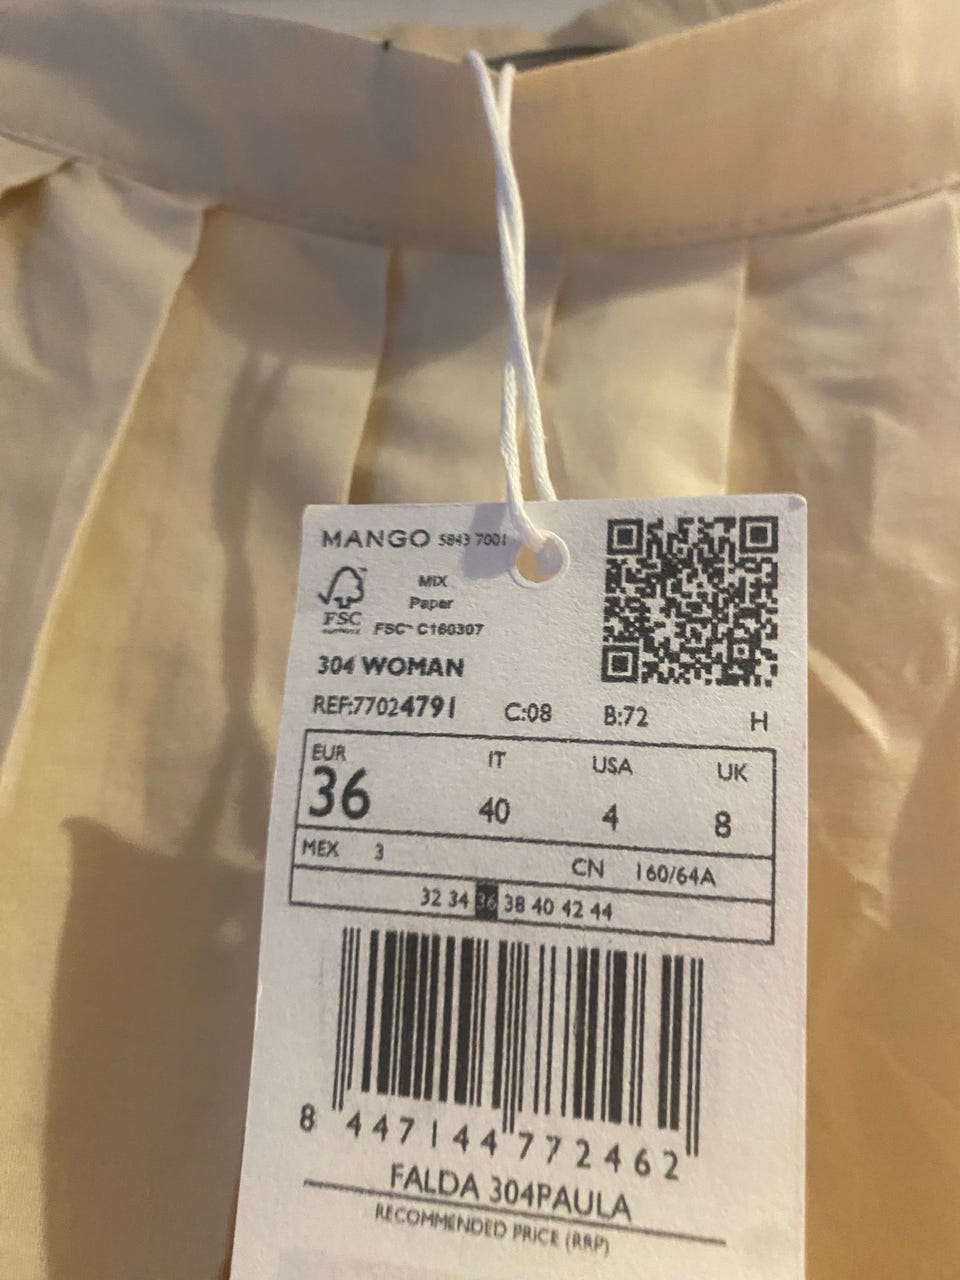 MANGO 5843 7001
MIX
Paper
FSC
FSC™ C160307
304 WOMAN
REF:77024791 C:08 B:72 H
EUR IT USA UK
36 40 4 8
MEX 3 CN 160/64A
32 34 36 38 40 42 44
8 447144 772462
FALDA 304PAULA
RECOMMENDED PRICE (RRP)